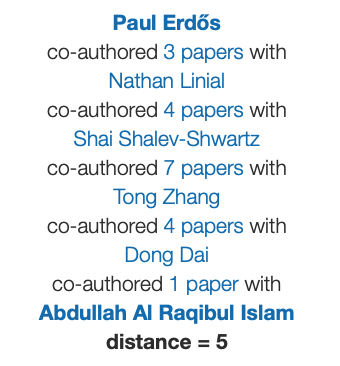 Paul Erdős
co-authored 3 papers with
Nathan Linial
co-authored 4 papers with
Shai Shalev-Shwartz
co-authored 7 papers with
Tong Zhang
co-authored 4 papers with
Dong Dai
co-authored 1 paper with
Abdullah Al Raqibul Islam
distance = 5